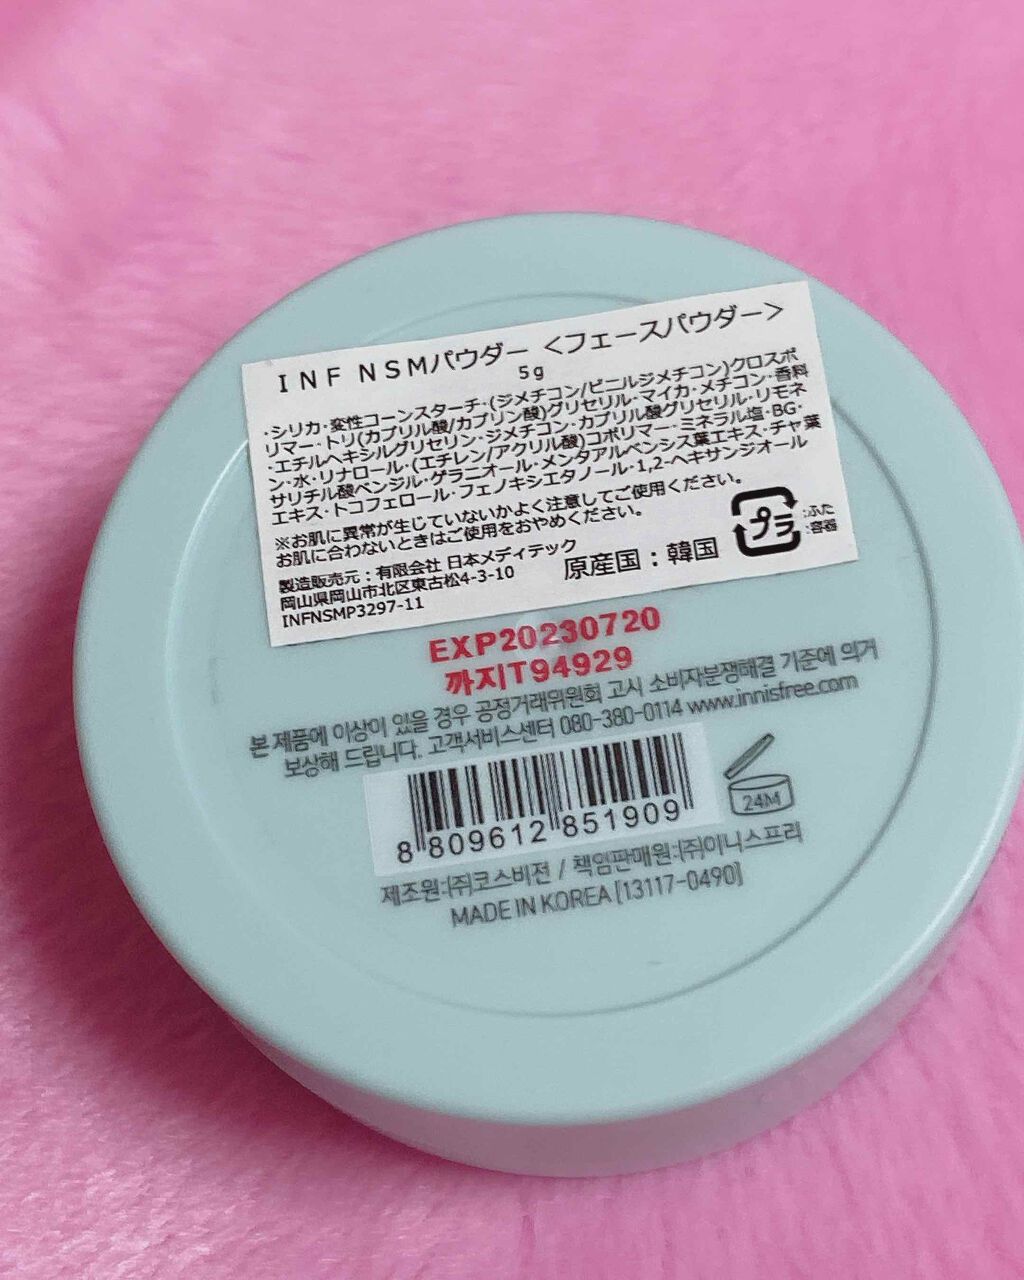 INF NSMパウダー <フェースパウダー>
5g
・シリカ・変性コーンスターチ・(ジメチコン/ビニルジメチコン)クロスポ
リマー・トリ(カプリル酸/カプリン酸)グリセリル・マイカ・メチコン・香料
・エチルヘキシルグリセリン・ジメチコン・カプリル酸グリセリル・リモネ
ン・水・リナロール・(エチレン/アクリル酸)コポリマー・ミネラル塩・BG・
サリチル酸ベンジル・ゲラニオール・メンタアルベンシス葉エキス・チャ葉
エキス・トコフェロール・フェノキシエタノール・1,2-ヘキサンジオール
※お肌に異常が生じていないかよく注意してご使用ください。
お肌に合わないときはご使用をおやめください。
製造販売元：有限会社 日本メディテック
岡山県岡山市北区東古松4-3-10
INFNSMP3297-11
原産国：韓国
プラ
:ふた
:容器
EXP20230720
까지T94929
본 제품에 이상이 있을 경우 공정거래위원회 고시 소비자분쟁해결 기준에 의거
보상해 드립니다. 고객서비스센터 080-380-0114 www.innisfree.com
8 809612 851909
24M
제조원:(주)코스비전 / 책임판매원:(주)이니스프리
MADE IN KOREA [13117-0490]